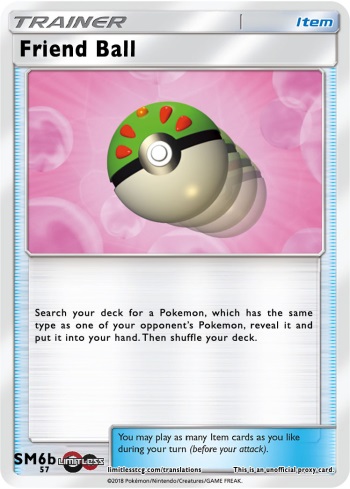 TRAINER Item
Friend Ball
Search your deck for a Pokemon, which has the same
type as one of your opponent's Pokemon, reveal it and
put it into your hand. Then shuffle your deck.
You may play as many Item cards as you like
during your turn (before your attack).
SM6b LIMITLESS
57
limitlesstcg.com/translations This is an unofficial proxy card.
©2018 Pokémon/Nintendo/Creatures/GAME FREAK.